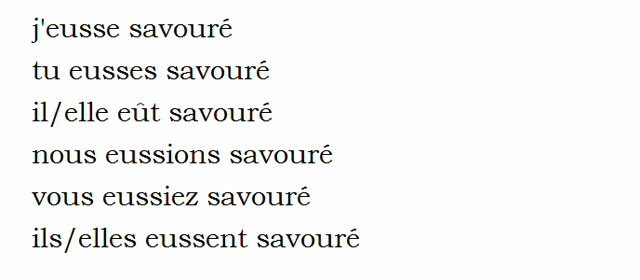 j'eusse savouré
tu eusses savouré
il/elle eût savouré
nous eussions savouré
vous eussiez savouré
ils/elles eussent savouré